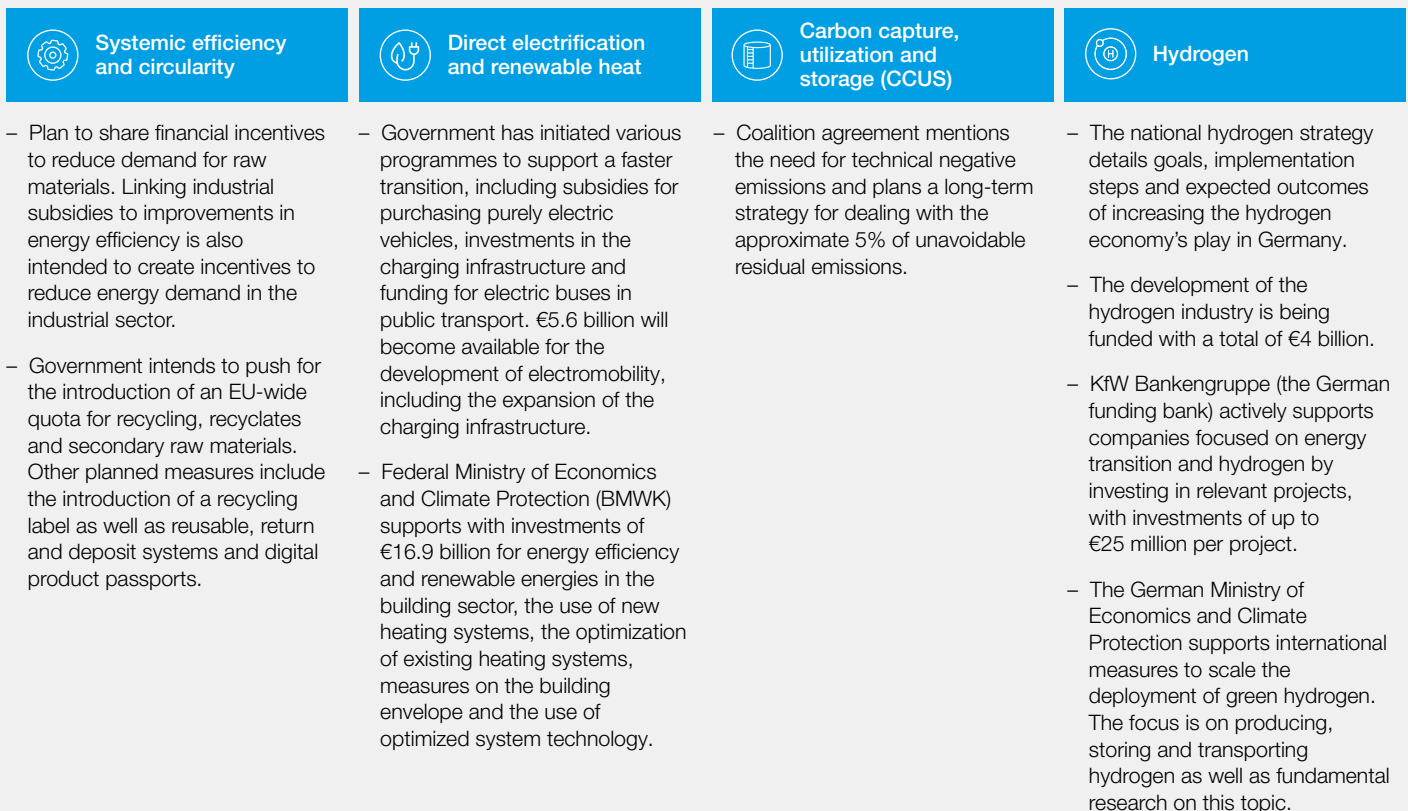 Systemic efficiency
and circularity
– Plan to share financial incentives
to reduce demand for raw
materials. Linking industrial
subsidies to improvements in
energy efficiency is also
intended to create incentives to
reduce energy demand in the
industrial sector.
– Government intends to push for
the introduction of an EU-wide
quota for recycling, recyclates
and secondary raw materials.
Other planned measures include
the introduction of a recycling
label as well as reusable, return
and deposit systems and digital
product passports.
Direct electrification
and renewable heat
– Government has initiated various
programmes to support a faster
transition, including subsidies for
purchasing purely electric
vehicles, investments in the
charging infrastructure and
funding for electric buses in
public transport. €5.6 billion will
become available for the
development of electromobility,
including the expansion of the
charging infrastructure.
– Federal Ministry of Economics
and Climate Protection (BMWK)
supports with investments of
€16.9 billion for energy efficiency
and renewable energies in the
building sector, the use of new
heating systems, the optimization
of existing heating systems,
measures on the building
envelope and the use of
optimized system technology.
Carbon capture,
utilization and
storage (CCUS)
– Coalition agreement mentions
the need for technical negative
emissions and plans a long-term
strategy for dealing with the
approximate 5% of unavoidable
residual emissions.
H
Hydrogen
– The national hydrogen strategy
details goals, implementation
steps and expected outcomes
of increasing the hydrogen
economy’s play in Germany.
– The development of the
hydrogen industry is being
funded with a total of €4 billion.
– KfW Bankengruppe (the German
funding bank) actively supports
companies focused on energy
transition and hydrogen by
investing in relevant projects,
with investments of up to
€25 million per project.
– The German Ministry of
Economics and Climate
Protection supports international
measures to scale the
deployment of green hydrogen.
The focus is on producing,
storing and transporting
hydrogen as well as fundamental
research on this topic.